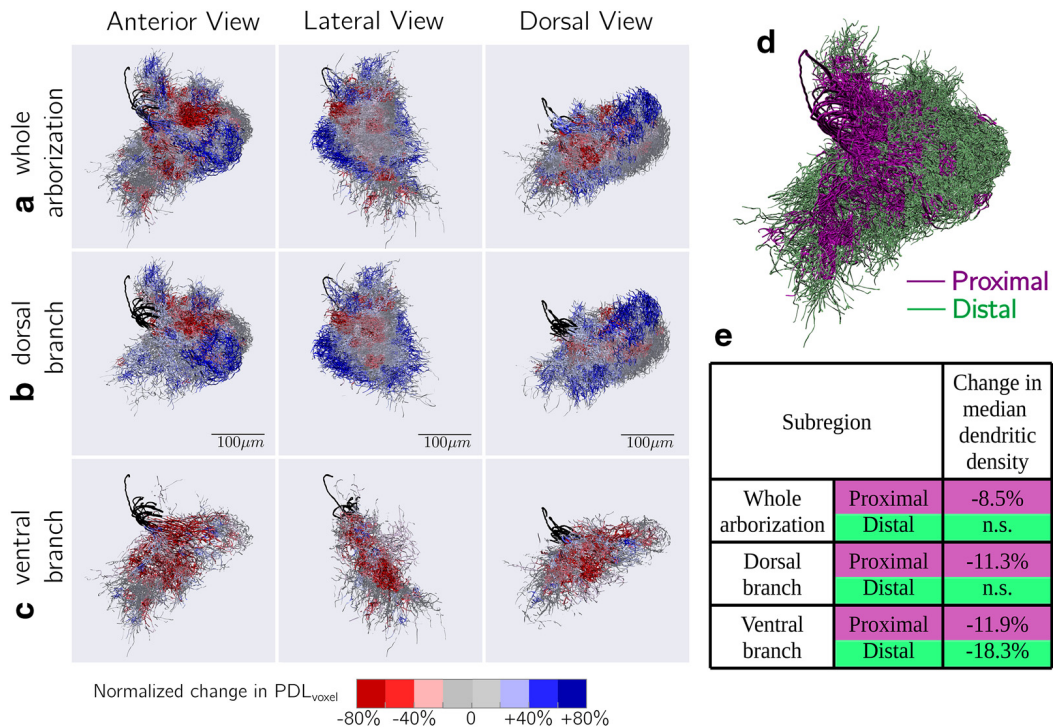 Anterior View
Lateral View
Dorsal View
a
whole
arborization
b
dorsal
branch
100μm
100μm
100μm
c
ventral
branch
Normalized change in PDLvoxel
-80%
-40%
0
+40%
+80%
d
Proximal
Distal
e
Subregion
Change in
median
dendritic
density
Whole
arborization
Proximal
-8.5%
Distal
n.s.
Dorsal
branch
Proximal
-11.3%
Distal
n.s.
Ventral
branch
Proximal
-11.9%
Distal
-18.3%